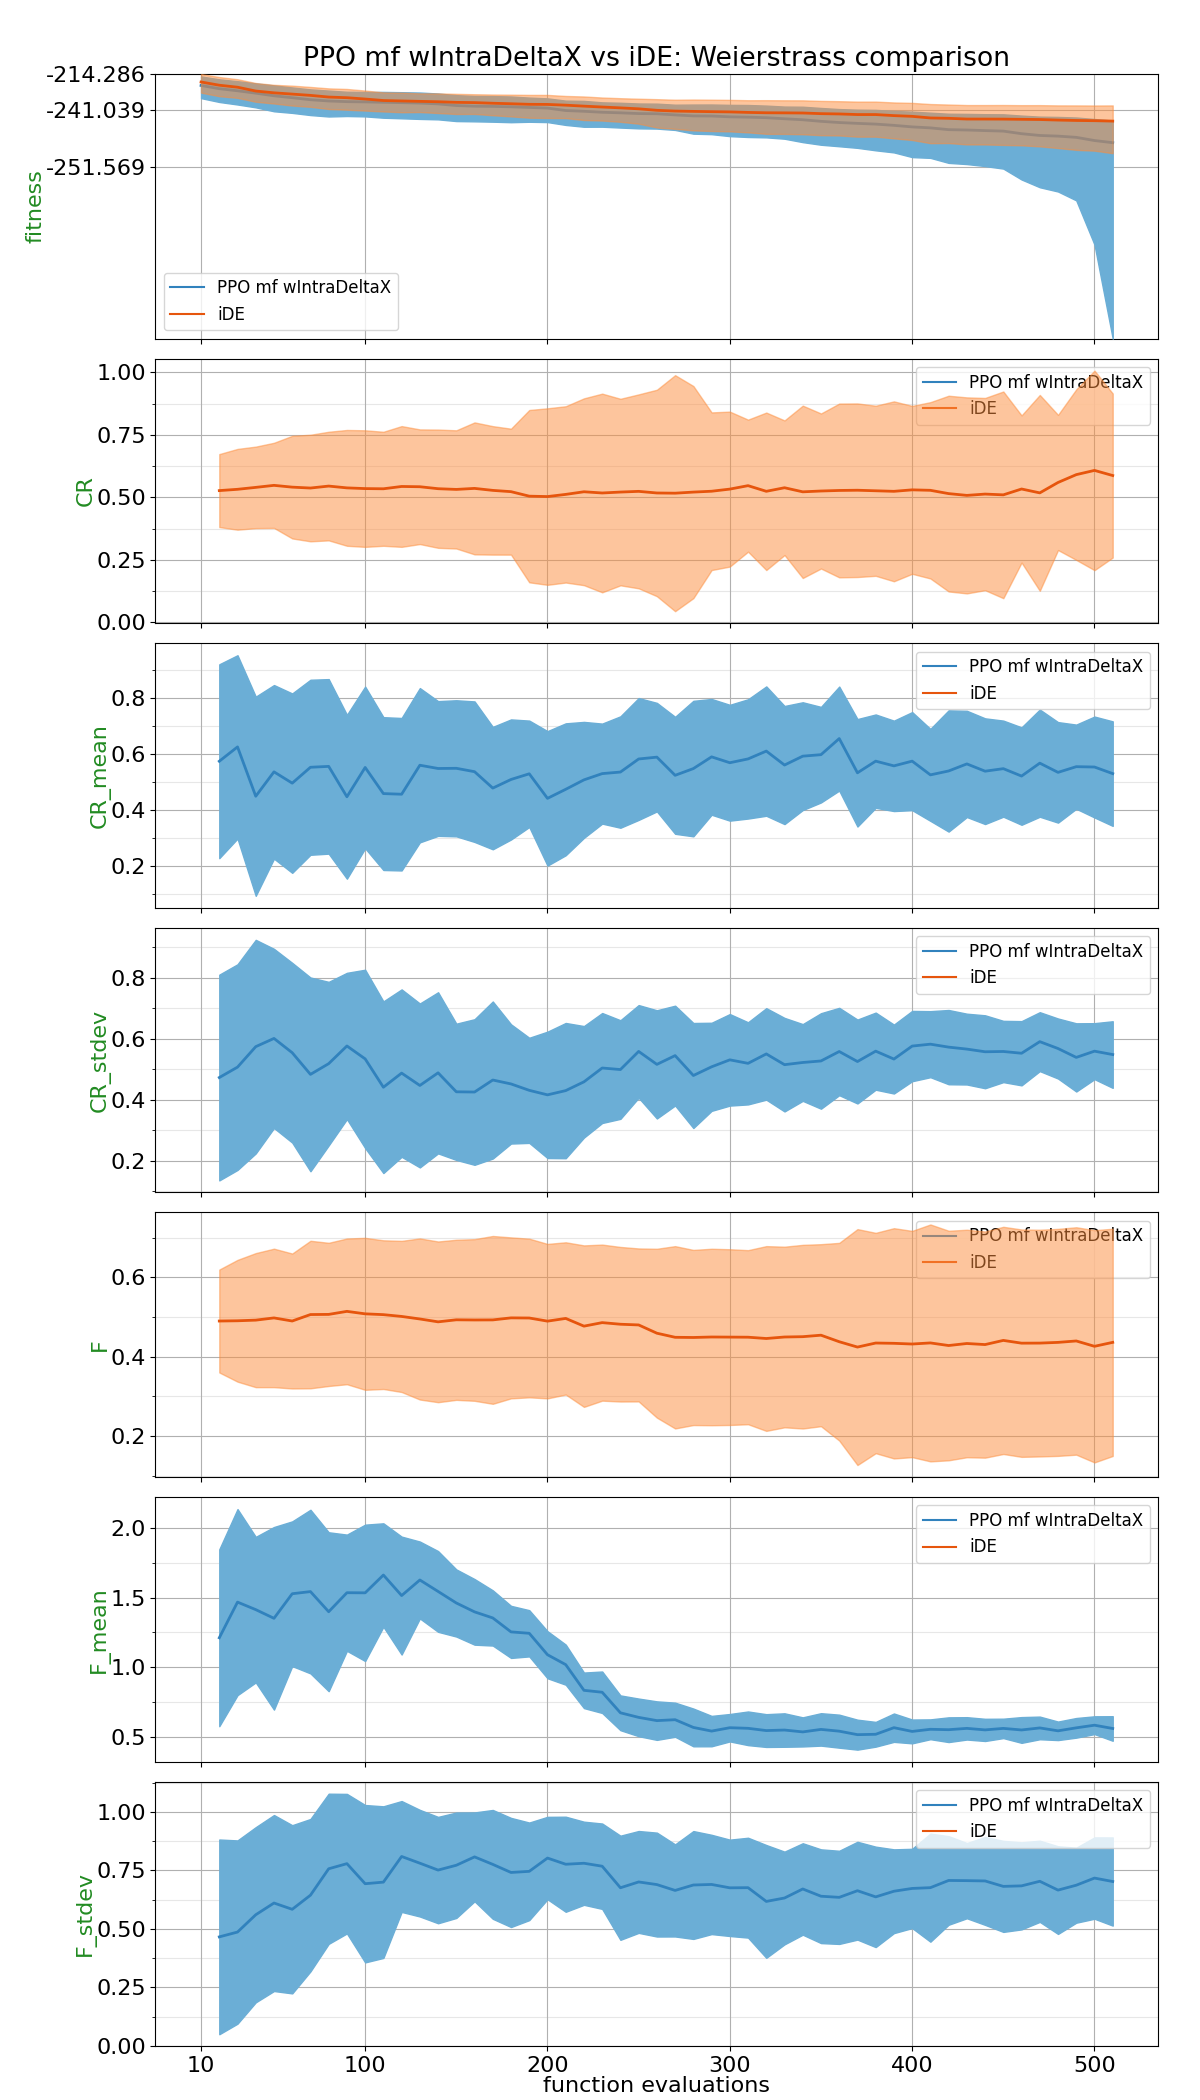 PPO mf wIntraDeltaX vs iDE: Weierstrass comparison
-214.286
-241.039
-251.569
fitness
PPO mf wIntraDeltaX
iDE
1.00
0.75
0.50
0.25
0.00
CR
PPO mf wIntraDeltaX
iDE
0.8
0.6
0.4
0.2
CR_mean
PPO mf wIntraDeltaX
iDE
0.8
0.6
0.4
0.2
CR_stdev
PPO mf wIntraDeltaX
iDE
0.6
0.4
0.2
F
PPO mf wIntraDeltaX
iDE
2.0
1.5
1.0
0.5
F_mean
PPO mf wIntraDeltaX
iDE
1.00
0.75
0.50
0.25
0.00
F_stdev
PPO mf wIntraDeltaX
iDE
10 100 200 300 400 500
function evaluations